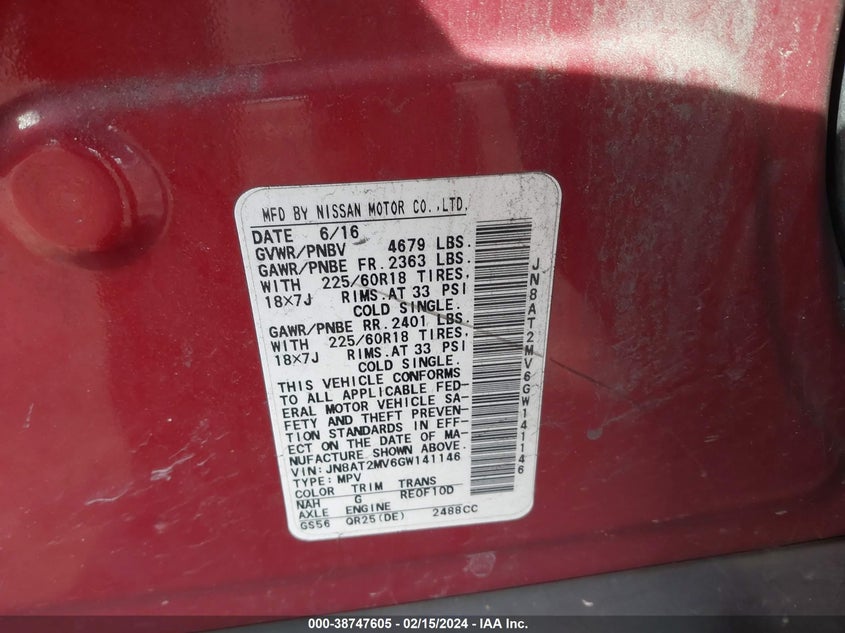 MFD BY NISSAN MOTOR CO.,LTD.
DATE 6/16
GVWR/PNBV 4679 LBS.
GAWR/PNBE FR. 2363 LBS.
WITH 225/60R18 TIRES,
18X7J RIMS.AT 33 PSI
COLD SINGLE.
GAWR/PNBE RR. 2401 LBS.
WITH 225/60R18 TIRES,
18X7J RIMS.AT 33 PSI
COLD SINGLE.
THIS VEHICLE CONFORMS
TO ALL APPLICABLE FED-
ERAL MOTOR VEHICLE SA-
FETY AND THEFT PREVEN-
TION STANDARDS IN EFF-
ECT ON THE DATE OF MA-
NUFACTURE SHOWN ABOVE.
VIN: JN8AT2MV6GW141146
TYPE: MPV
COLOR TRIM TRANS
NAH G RE0F10D
AXLE ENGINE
GS56 QR25(DE) 2488CC
JN8AT2MV6GW141146
000-38747605 - 02/15/2024 - IAA Inc.